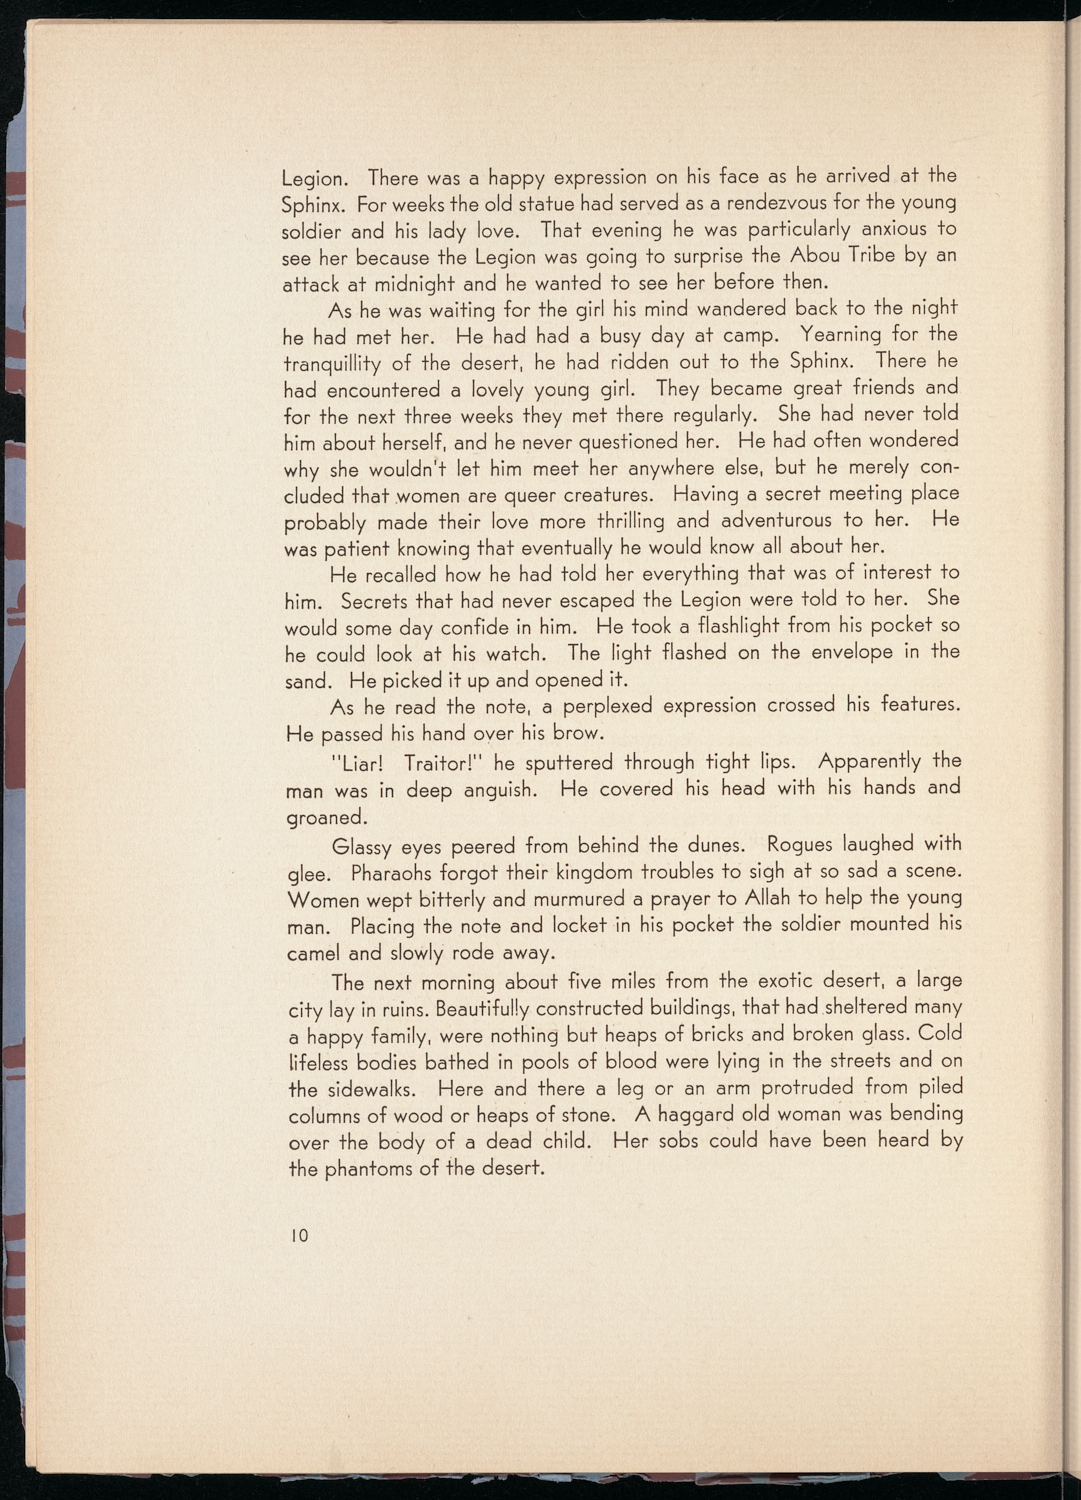 Legion. There was a happy expression on his face as he arrived at the
Sphinx. For weeks the old statue had served as a rendezvous for the young
soldier and his lady love. That evening he was particularly anxious to
see her because the Legion was going to surprise the Abou Tribe by an
attack at midnight and he wanted to see her before then.
As he was waiting for the girl his mind wandered back to the night
he had met her. He had had a busy day at camp. Yearning for the
tranquillity of the desert, he had ridden out to the Sphinx. There he
had encountered a lovely young girl. They became great friends and
for the next three weeks they met there regularly. She had never told
him about herself, and he never questioned her. He had often wondered
why she wouldn't let him meet her anywhere else, but he merely con-
cluded that women are queer creatures. Having a secret meeting place
probably made their love more thrilling and adventurous to her. He
was patient knowing that eventually he would know all about her.
He recalled how he had told her everything that was of interest to
him. Secrets that had never escaped the Legion were told to her. She
would some day confide in him. He took a flashlight from his pocket so
he could look at his watch. The light flashed on the envelope in the
sand. He picked it up and opened it.
As he read the note, a perplexed expression crossed his features.
He passed his hand over his brow.
"Liar! Traitor!" he sputtered through tight lips. Apparently the
man was in deep anguish. He covered his head with his hands and
groaned.
Glassy eyes peered from behind the dunes. Rogues laughed with
glee. Pharaohs forgot their kingdom troubles to sigh at so sad a scene.
Women wept bitterly and murmured a prayer to Allah to help the young
man. Placing the note and locket in his pocket the soldier mounted his
camel and slowly rode away.
The next morning about five miles from the exotic desert, a large
city lay in ruins. Beautifully constructed buildings, that had sheltered many
a happy family, were nothing but heaps of bricks and broken glass. Cold
lifeless bodies bathed in pools of blood were lying in the streets and on
the sidewalks. Here and there a leg or an arm protruded from piled
columns of wood or heaps of stone. A haggard old woman was bending
over the body of a dead child. Her sobs could have been heard by
the phantoms of the desert.
10